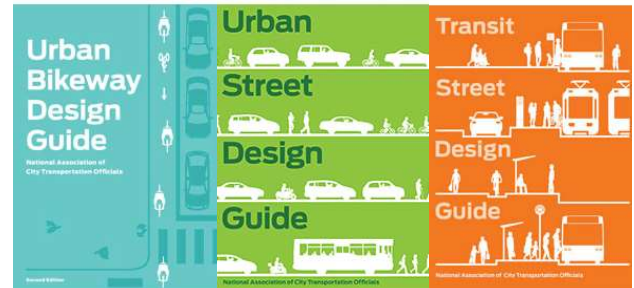 Urban
Bikeway
Design
Guide
National Association of
City Transportation Officials
Second Edition
Urban
Street
Design
Guide
National Association of City Transportation Officials
Transit
Street
Design
Guide
National Association of City Transportation Officials